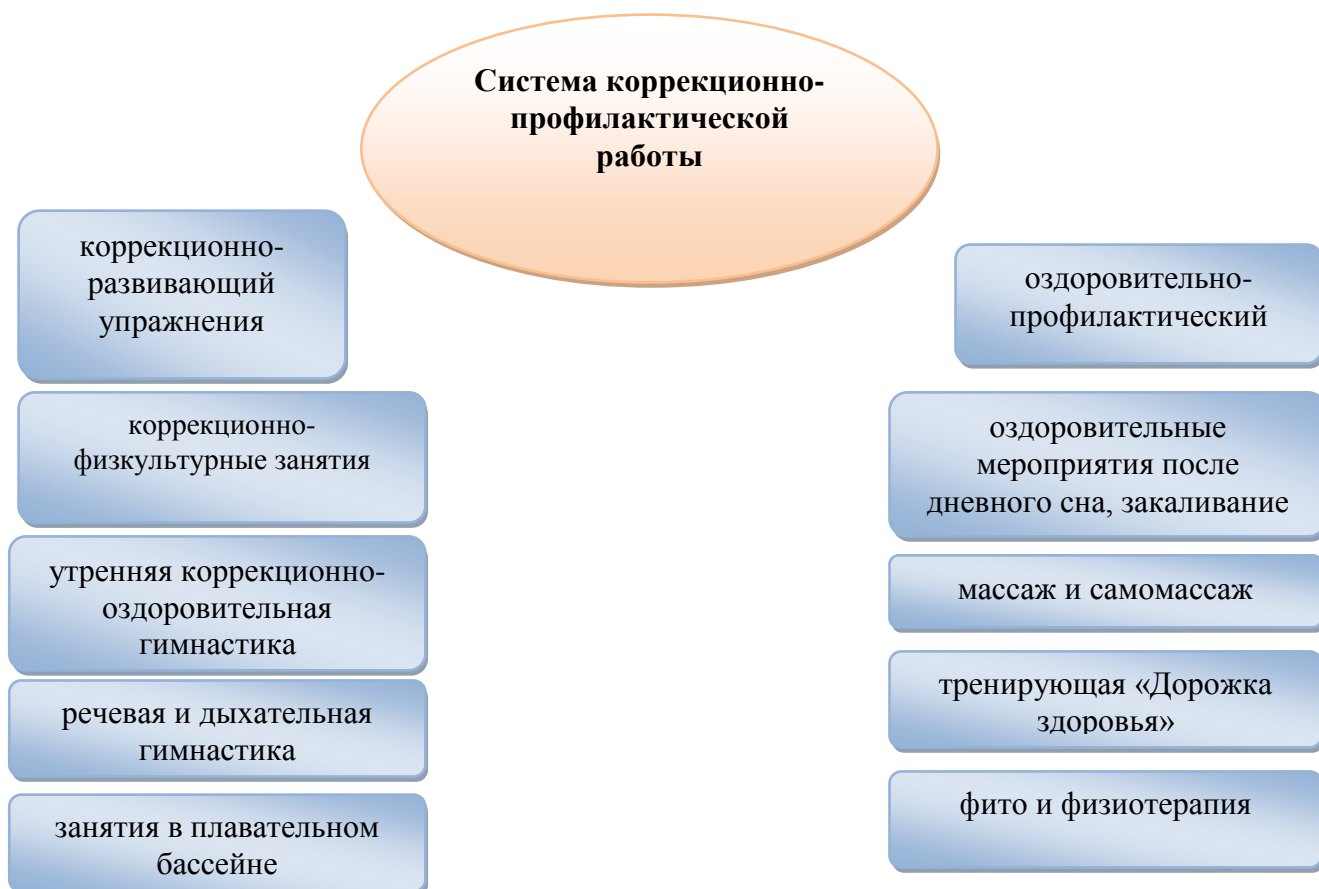 Система коррекционно-
профилактической
работы
коррекционно-
развивающий
упражнения
коррекционно-
физкультурные занятия
утренняя коррекционно-
оздоровительная
гимнастика
речевая и дыхательная
гимнастика
занятия в плавательном
бассейне
оздоровительно-
профилактический
оздоровительные
мероприятия после
дневного сна, закаливание
массаж и самомассаж
тренирующая «Дорожка
здоровья»
фито и физиотерапия